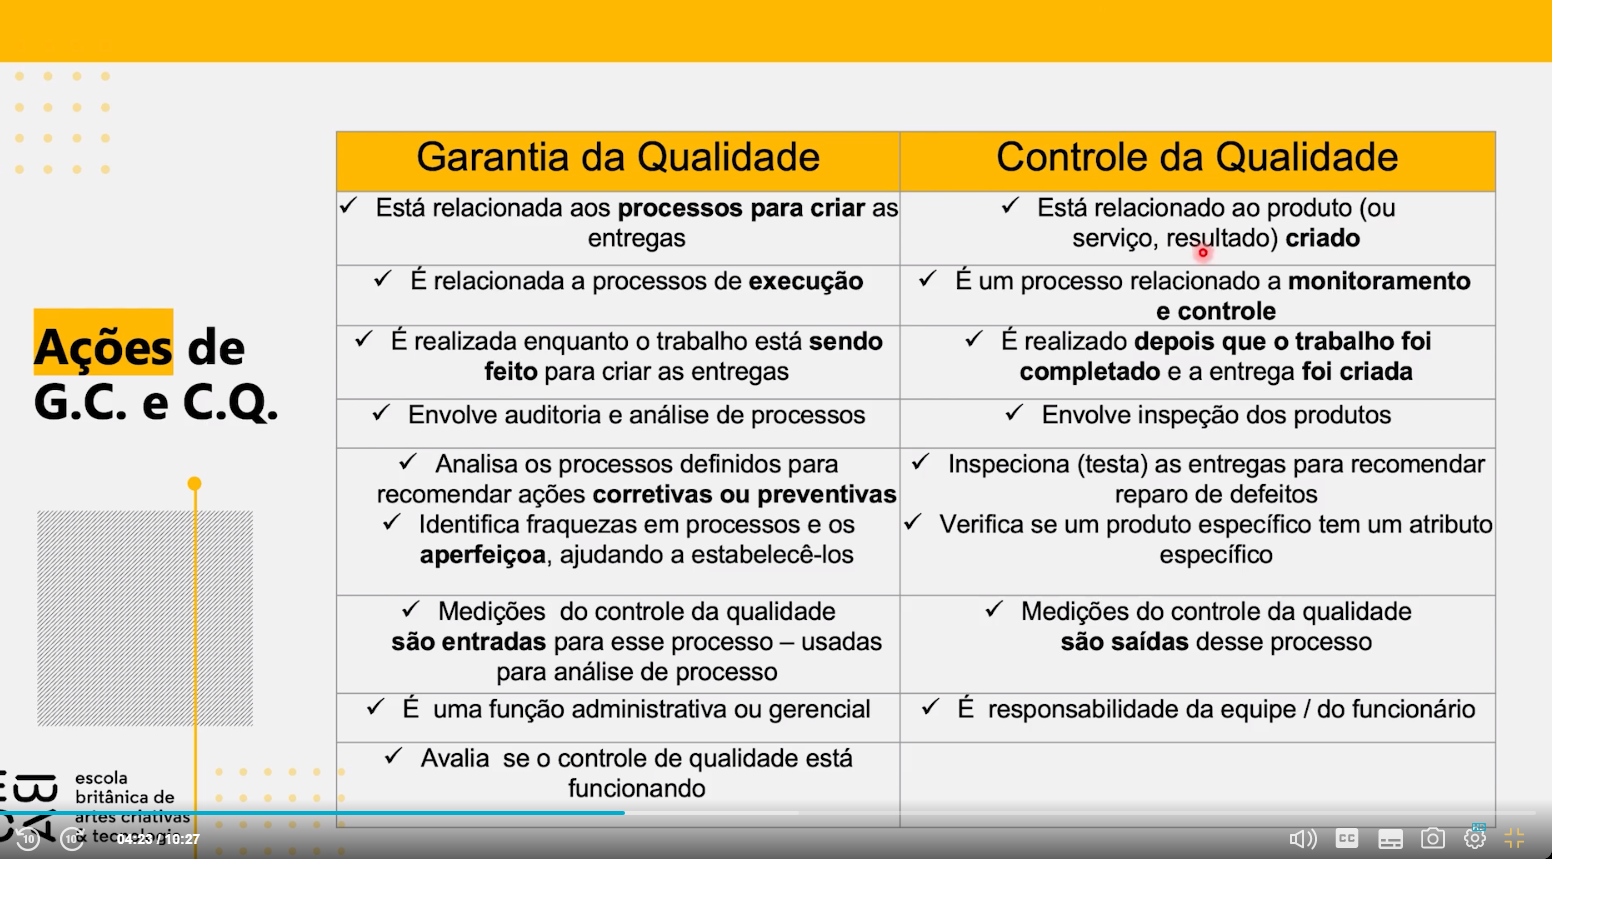 Garantia da Qualidade
Controle da Qualidade
✓ Está relacionada aos processos para criar as
entregas
✓ Está relacionado ao produto (ou
serviço, resultado) criado
✓ É relacionada a processos de execução
✓ É um processo relacionado a monitoramento
e controle
✓ É realizada enquanto o trabalho está sendo
feito para criar as entregas
✓ É realizado depois que o trabalho foi
completado e a entrega foi criada
✓ Envolve auditoria e análise de processos
✓ Envolve inspeção dos produtos
✓ Analisa os processos definidos para
recomendar ações corretivas ou preventivas
✓ Identifica fraquezas em processos e os
aperfeiçoa, ajudando a estabelecê-los
✓ Inspeciona (testa) as entregas para recomendar
reparo de defeitos
✓ Verifica se um produto específico tem um atributo
específico
✓ Medições do controle da qualidade
são entradas para esse processo – usadas
para análise de processo
✓ Medições do controle da qualidade
são saídas desse processo
✓ É uma função administrativa ou gerencial
✓ É responsabilidade da equipe / do funcionário
✓ Avalia se o controle de qualidade está
funcionando
Ações de
G.C. e C.Q.
escola
britânica de
artes criativas
& tecnologia
10
10
04:23 / 10:27
CC